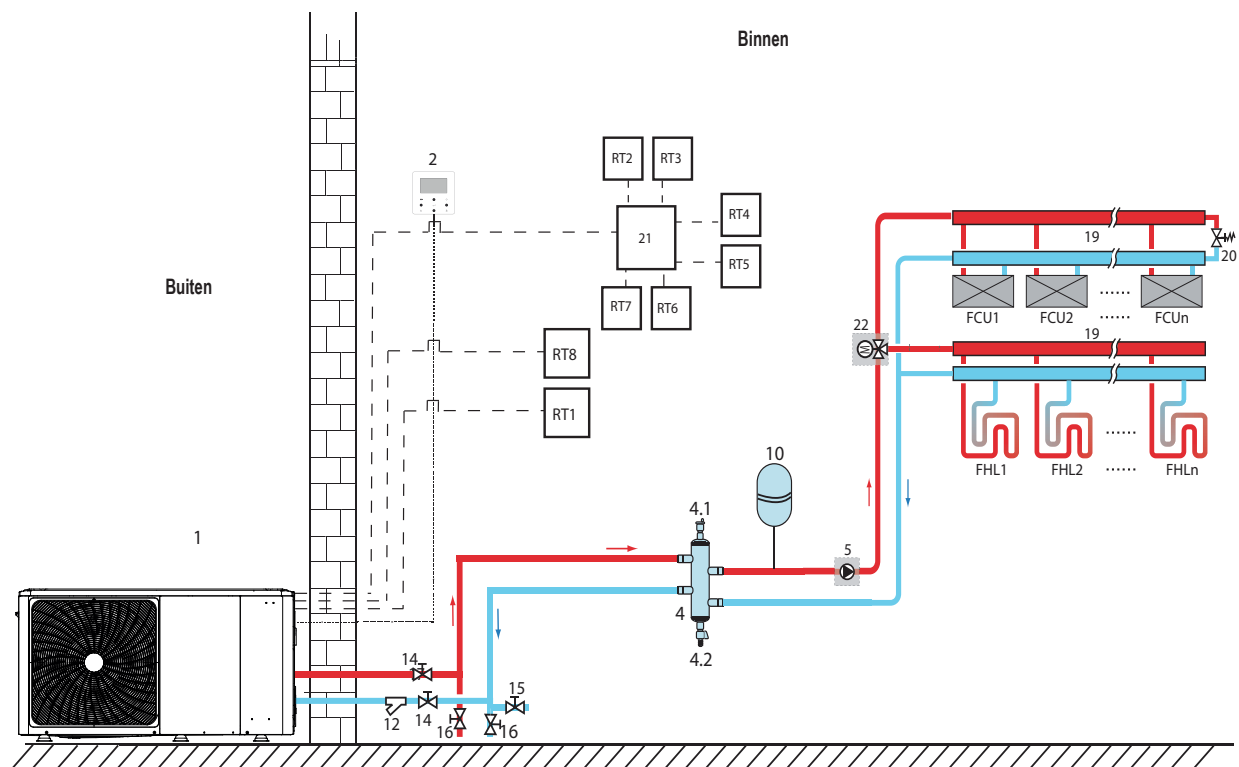 Binnen
Buiten
2
RT2
RT3
RT4
21
RT5
RT7
RT6
RT8
RT1
19
20
FCU1
FCU2
......
......
FCUn
22
M
19
......
......
FHL1
FHL2
FHLn
10
4.1
5
4
4.2
1
14
12
14
15
16
16